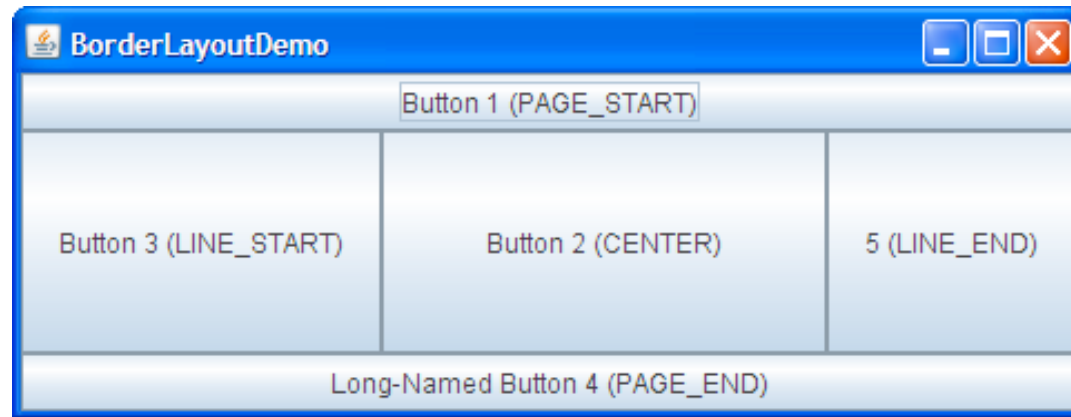 BorderLayoutDemo
Button 1 (PAGE_START)
Button 3 (LINE_START)
Button 2 (CENTER)
5 (LINE_END)
Long-Named Button 4 (PAGE_END)